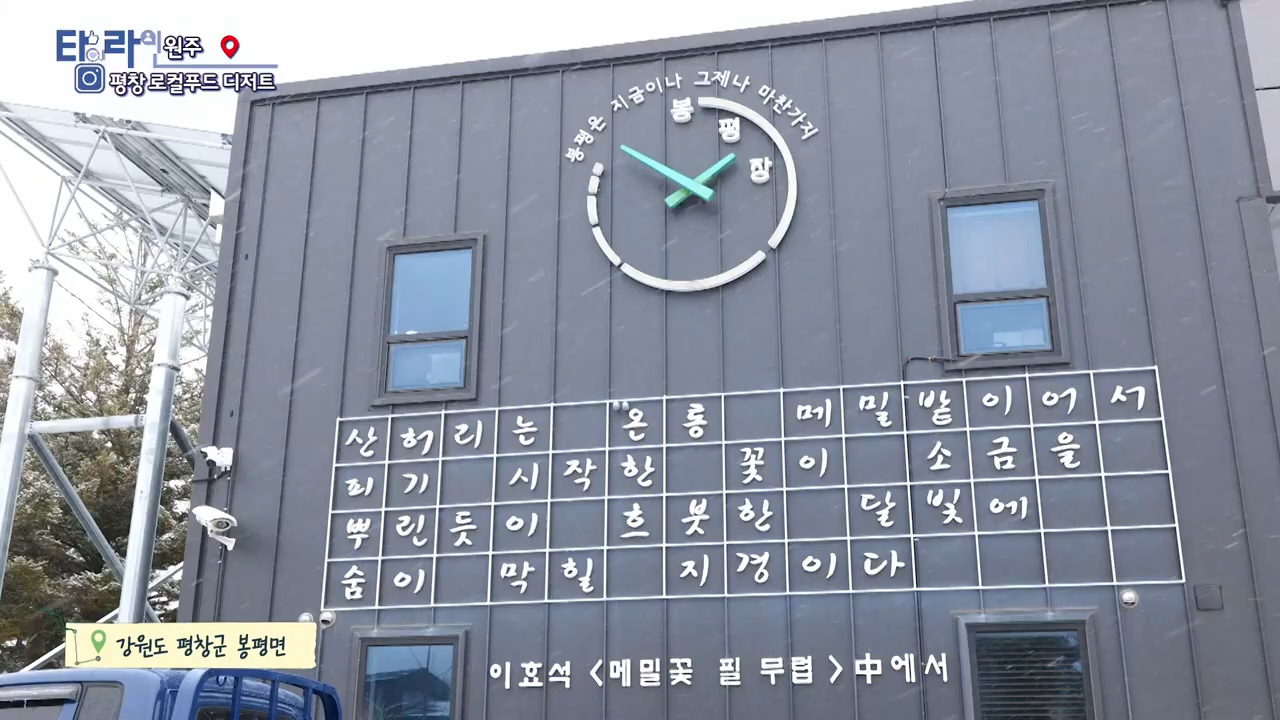 타라이 원주
평창 로컬푸드 디저트
봉평은 지금이나 그제나 마찬가지
봉평장
산허리는 온통 메밀밭이어서
피기 시작한 꽃이 소금을
뿌린듯이 흐붓한 달빛에
숨이 막힐 지경이다
이효석 <메밀꽃 필 무렵>中에서
강원도 평창군 봉평면